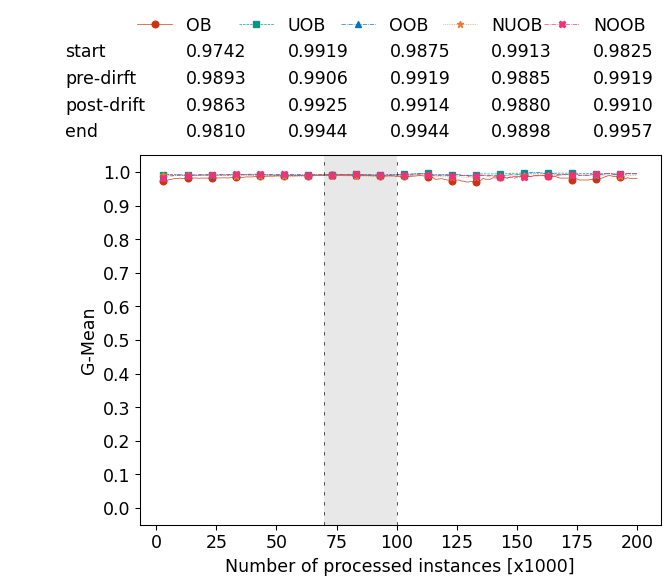 OB UOB OOB NUOB NOOB
start 0.9742 0.9919 0.9875 0.9913 0.9825
pre-dirft 0.9893 0.9906 0.9919 0.9885 0.9919
post-drift 0.9863 0.9925 0.9914 0.9880 0.9910
end 0.9810 0.9944 0.9944 0.9898 0.9957
1.0
0.9
0.8
0.7
0.6
0.5
0.4
0.3
0.2
0.1
0.0
G-Mean
0 25 50 75 100 125 150 175 200
Number of processed instances [x1000]